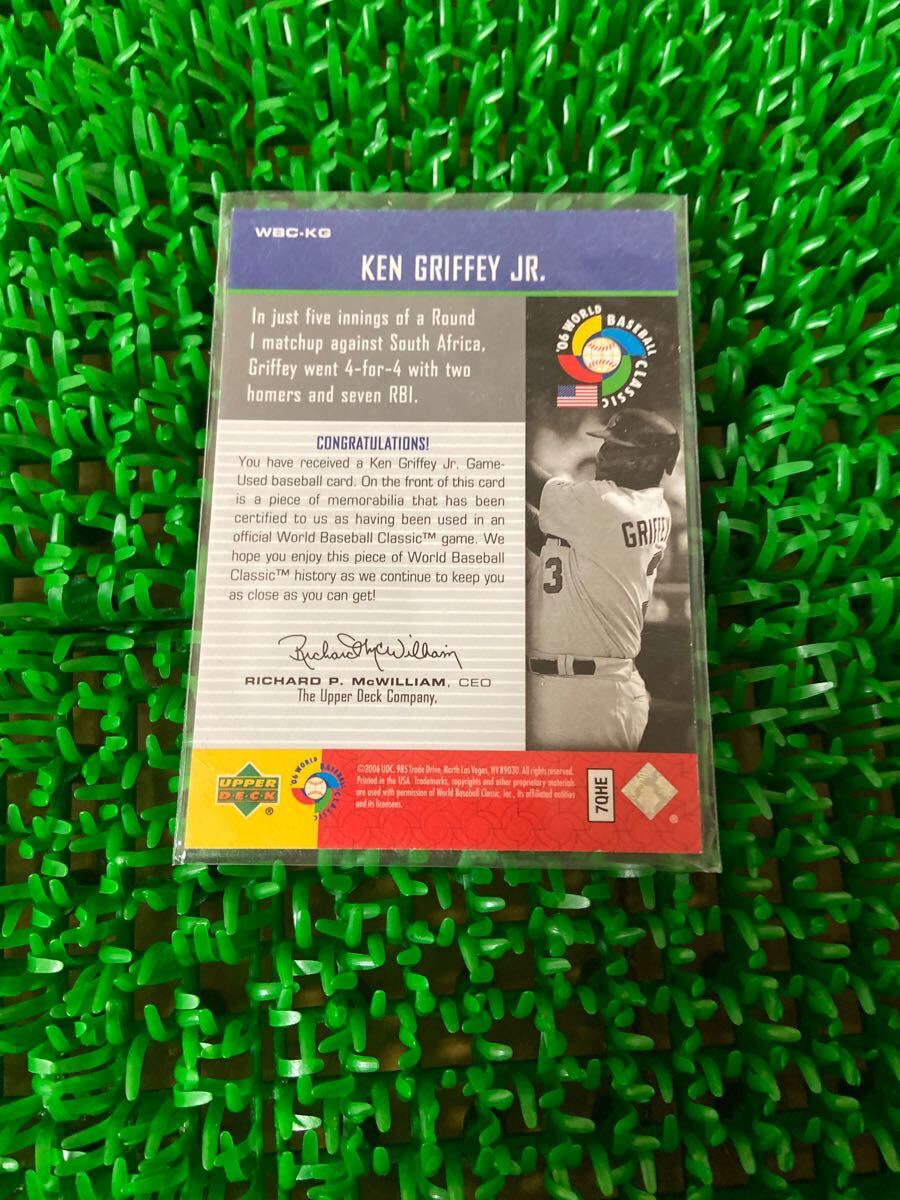 WBC-KG
KEN GRIFFEY JR.
In just five innings of a Round
1 matchup against South Africa,
Griffey went 4-for-4 with two
homers and seven RBI.
'06 WORLD BASEBALL CLASSIC
CONGRATULATIONS!
You have received a Ken Griffey Jr. Game-
Used baseball card. On the front of this card
is a piece of memorabilia that has been
certified to us as having been used in an
official World Baseball Classic™ game. We
hope you enjoy this piece of World Baseball
Classic™ history as we continue to keep you
as close as you can get!
GRIFFEY
3
Richard P. McWilliam
RICHARD P. McWILLIAM, CEO
The Upper Deck Company.
UPPER
DECK
®
'06 WORLD BASEBALL CLASSIC
©2006 UDC. 985 Trade Drive, North Las Vegas, NV 89030. All rights reserved.
Printed in the USA. Trademarks, copyrights and other proprietary materials
are used with permission of World Baseball Classic, Inc., its affiliated entities
and its licensees.
7QHE
®